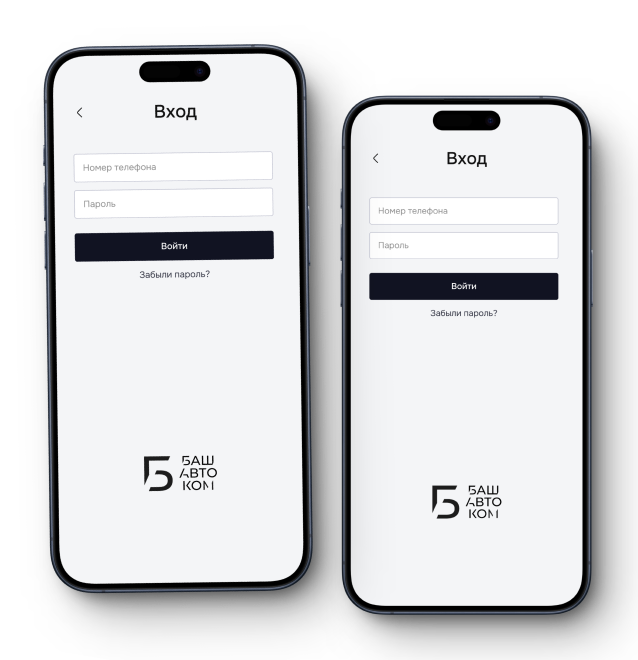 Вход
Номер телефона
Пароль
Войти
Забыли пароль?
БАШ
АВТО
КОМ
Вход
Номер телефона
Пароль
Войти
Забыли пароль?
БАШ
АВТО
КОМ